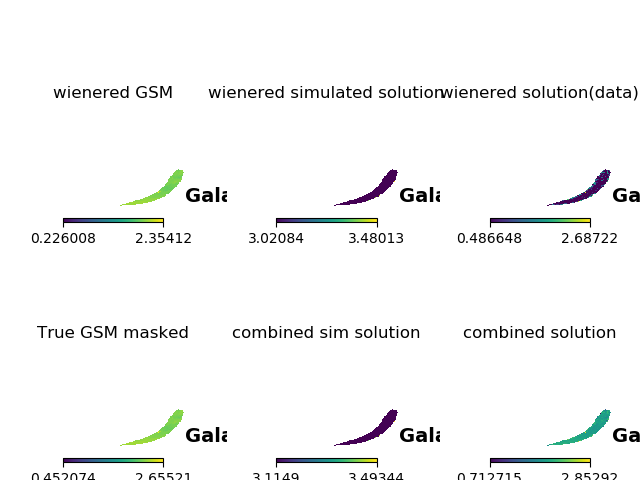 wienered GSM
wienered simulated solution
wienered solution(data)
Gala
Gala
Ga
0.226008 2.35412
3.02084 3.48013
0.486648 2.68722
True GSM masked
combined sim solution
combined solution
Gala
Gala
Ga
0.452074 2.65521
3.1149 3.49344
0.712715 2.85292